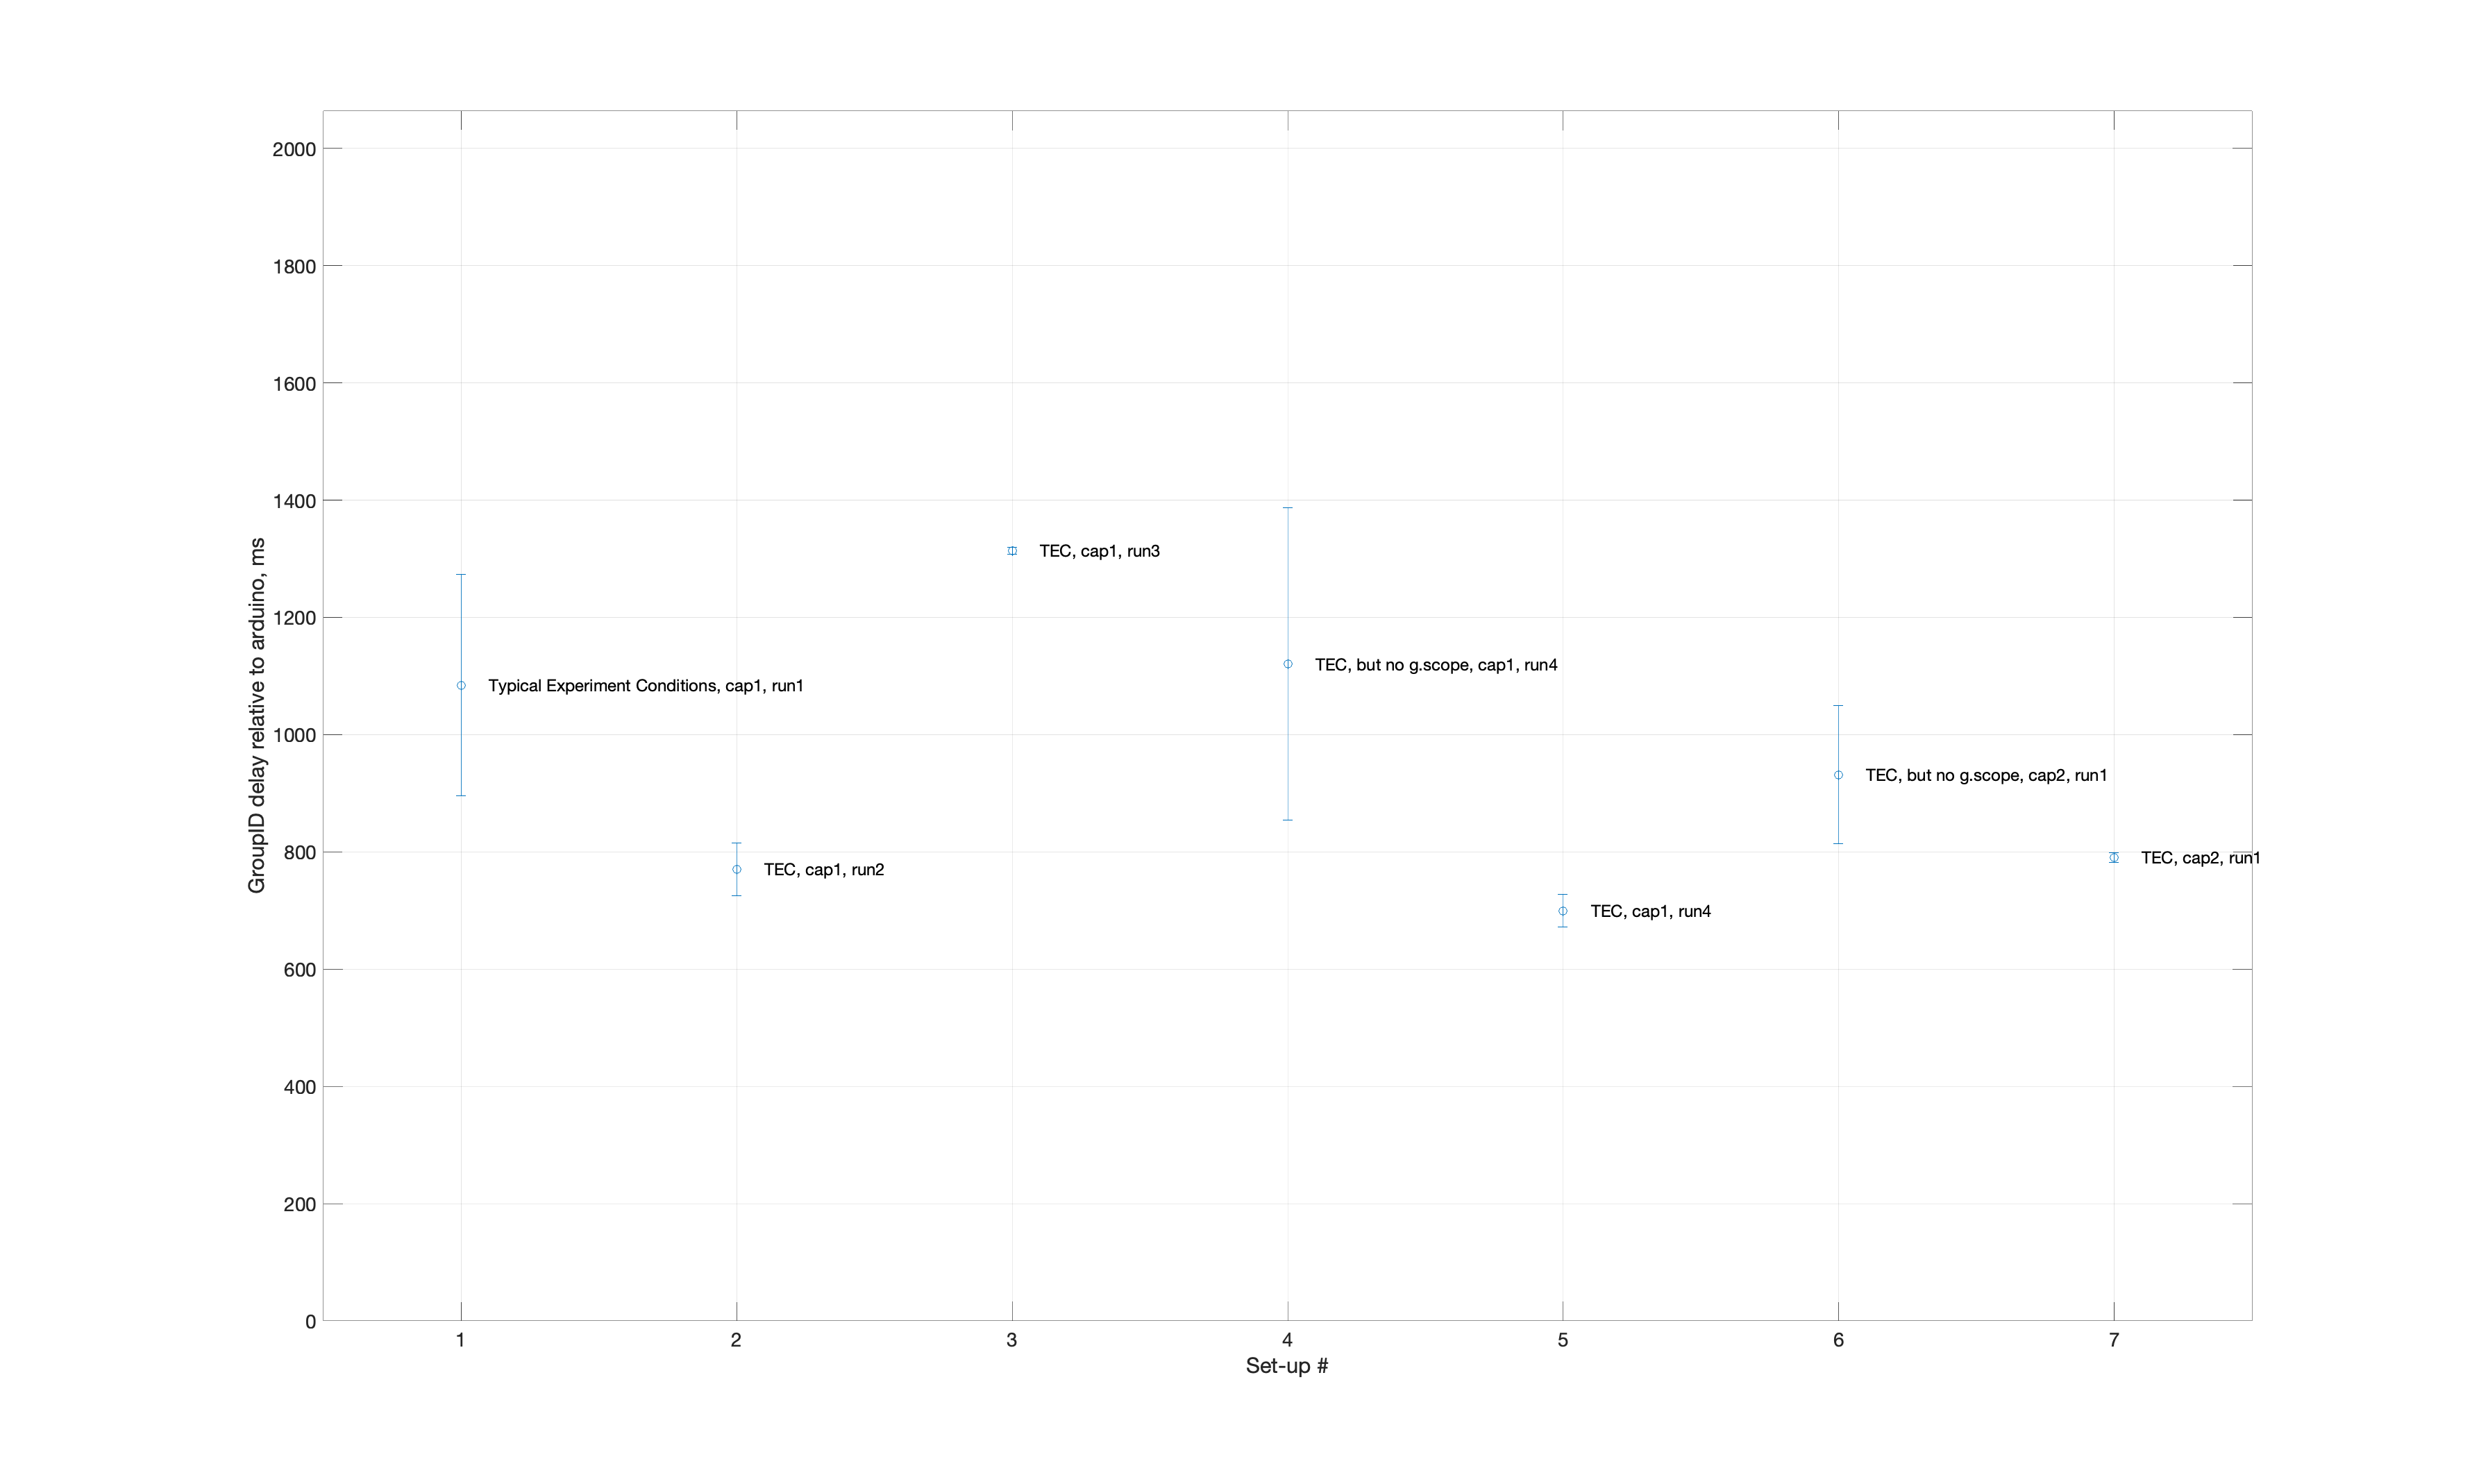 2000
1800
1600
1400
TEC, cap1, run3
1200
TEC, but no g.scope, cap1, run4
Typical Experiment Conditions, cap1, run1
1000
TEC, but no g.scope, cap2, run1
800
TEC, cap2, run1
TEC, cap1, run2
TEC, cap1, run4
600
400
200
0
GroupID delay relative to arduino, ms
1 2 3 4 5 6 7
Set-up #